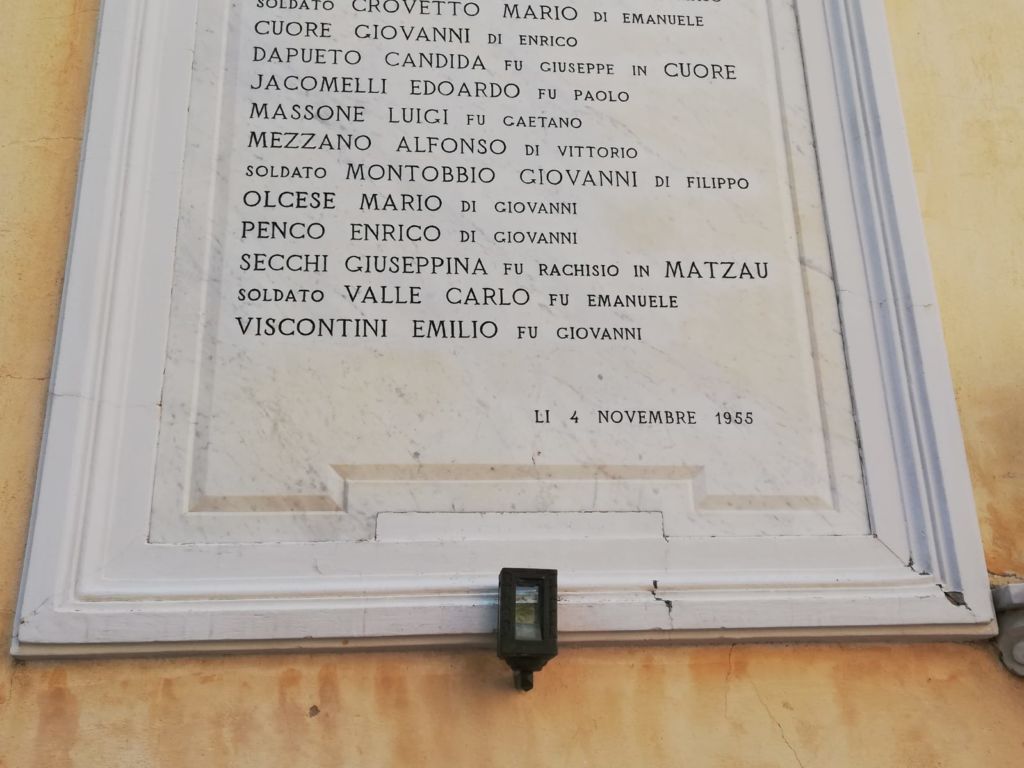 SOLDATO CROVETTO MARIO DI EMANUELE
CUORE GIOVANNI DI ENRICO
DAPUETO CANDIDA FU GIUSEPPE IN CUORE
JACOMELLI EDOARDO FU PAOLO
MASSONE LUIGI FU GAETANO
MEZZANO ALFONSO DI VITTORIO
SOLDATO MONTOBBIO GIOVANNI DI FILIPPO
OLCESE MARIO DI GIOVANNI
PENCO ENRICO DI GIOVANNI
SECCHI GIUSEPPINA FU RACHISIO IN MATZAU
SOLDATO VALLE CARLO FU EMANUELE
VISCONTINI EMILIO FU GIOVANNI
LI 4 NOVEMBRE 1955